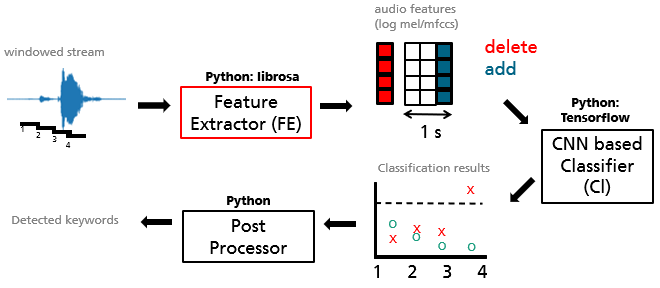 windowed stream
1
2
3
4
Python: librosa
Feature
Extractor (FE)
audio features
(log mel/mfccs)
delete
add
1 s
Python:
Tensorflow
CNN based
Classifier
(Cl)
Classification results
x
o
x
x
o
x
o
o
1 2 3 4
Python
Post
Processor
Detected keywords